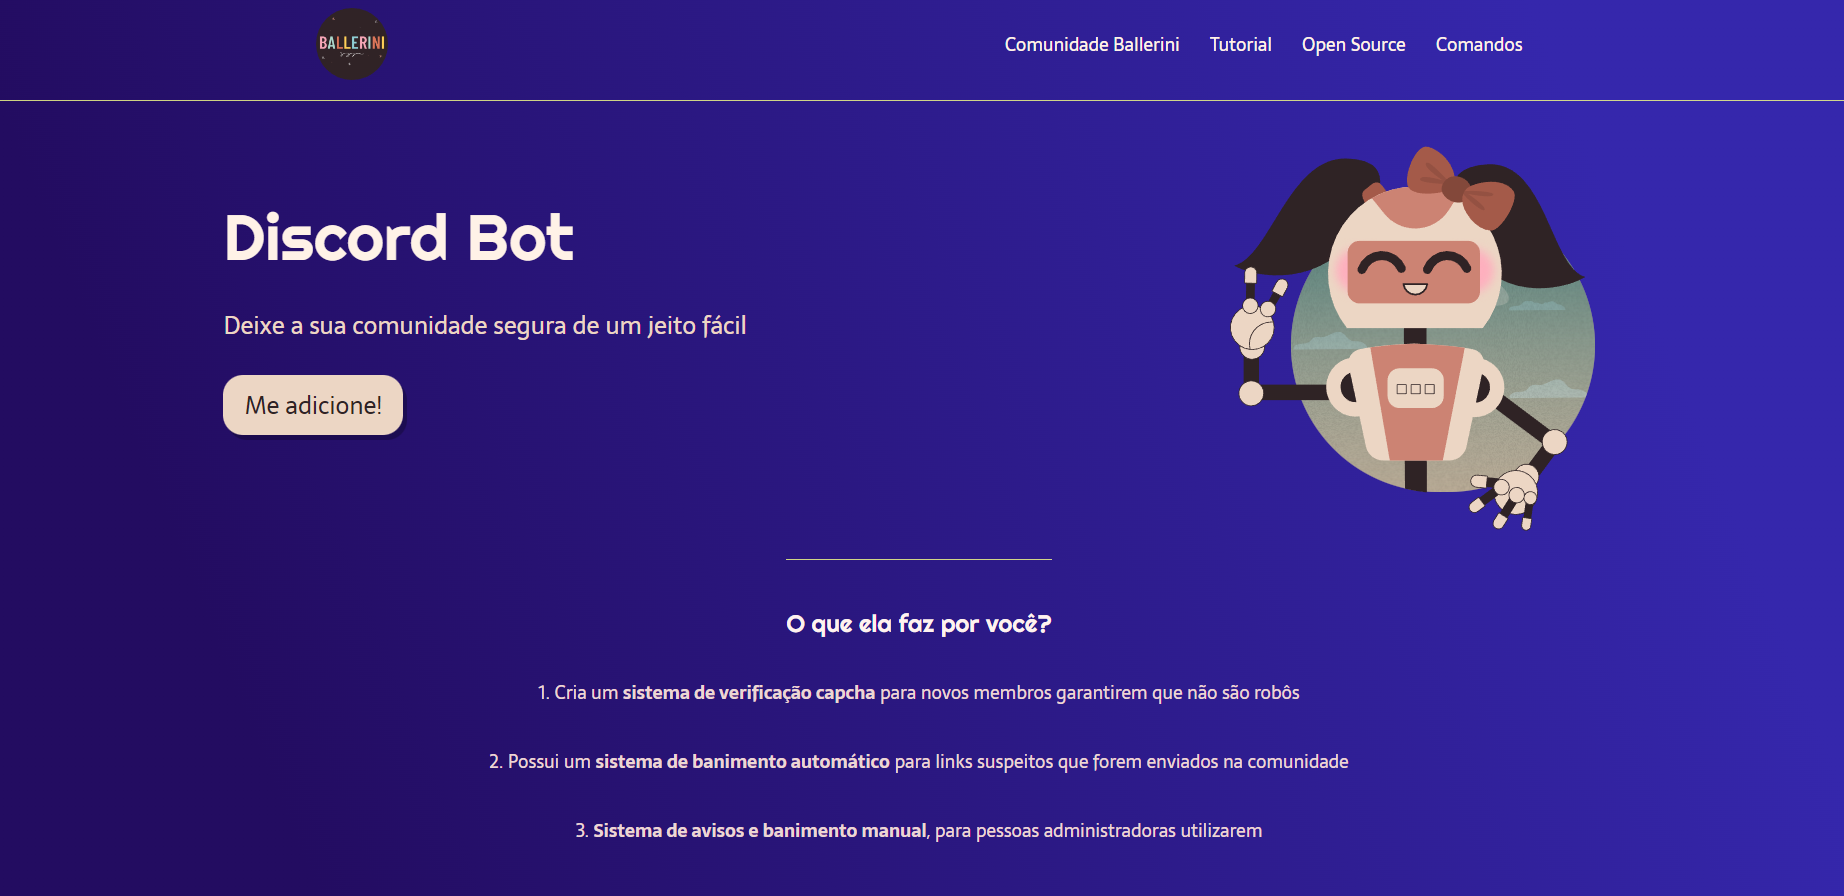 BALLERINI
Comunidade Ballerini
Tutorial
Open Source
Comandos
Discord Bot
Deixe a sua comunidade segura de um jeito fácil
Me adicione!
O que ela faz por você?
1. Cria um sistema de verificação capcha para novos membros garantirem que não são robôs
2. Possui um sistema de banimento automático para links suspeitos que forem enviados na comunidade
3. Sistema de avisos e banimento manual, para pessoas administradoras utilizarem